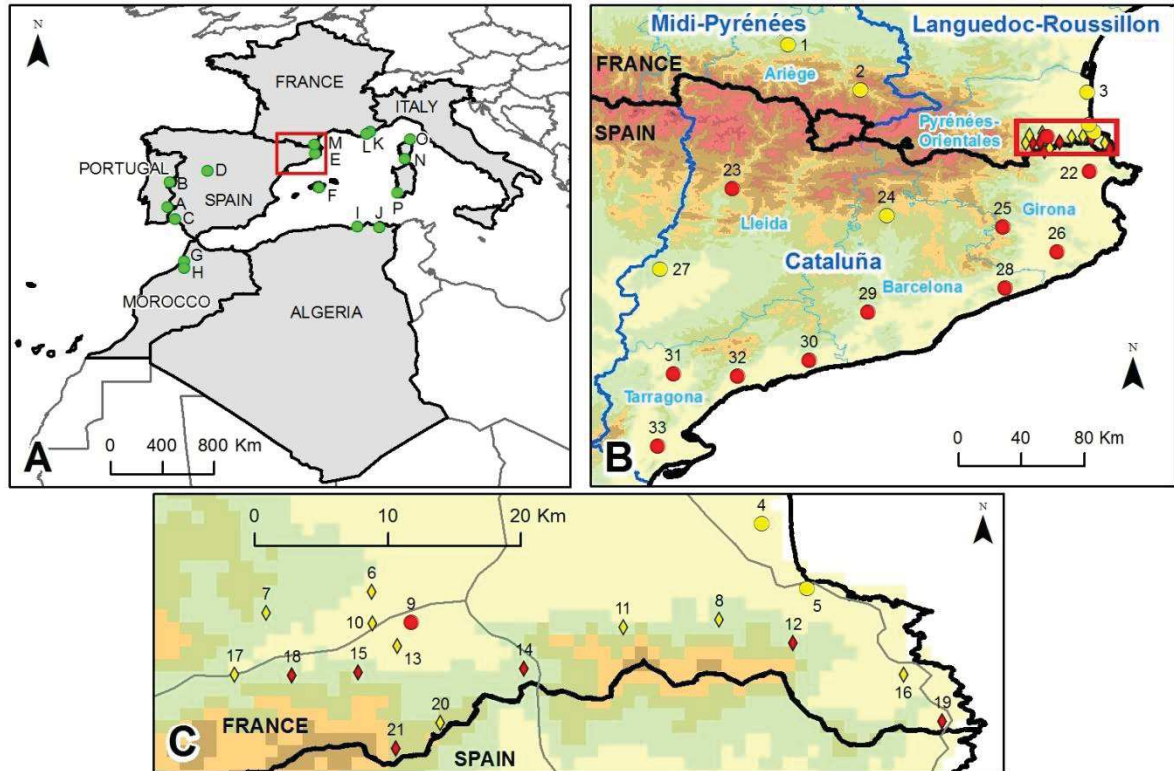 N
FRANCE
ITALY
O
M
L K
E
N
PORTUGAL
D
B
SPAIN
F
A
P
C
I J
G
H
MOROCCO
ALGERIA
0 400 800 Km
A
Midi-Pyrénées
Languedoc-Roussillon
1
FRANCE
Ariège
2
3
SPAIN
Pyrénées-
Orientales
22
23
24
25
Girona
Lleida
26
27
Cataluña
28
Barcelona
29
N
30
31
32
Tarragona
33
0 40 80 Km
B
0 10 20 Km
4
N
6
5
7
9
11
8
10
12
13
14
15
17
18
16
20
19
FRANCE
21
SPAIN
C